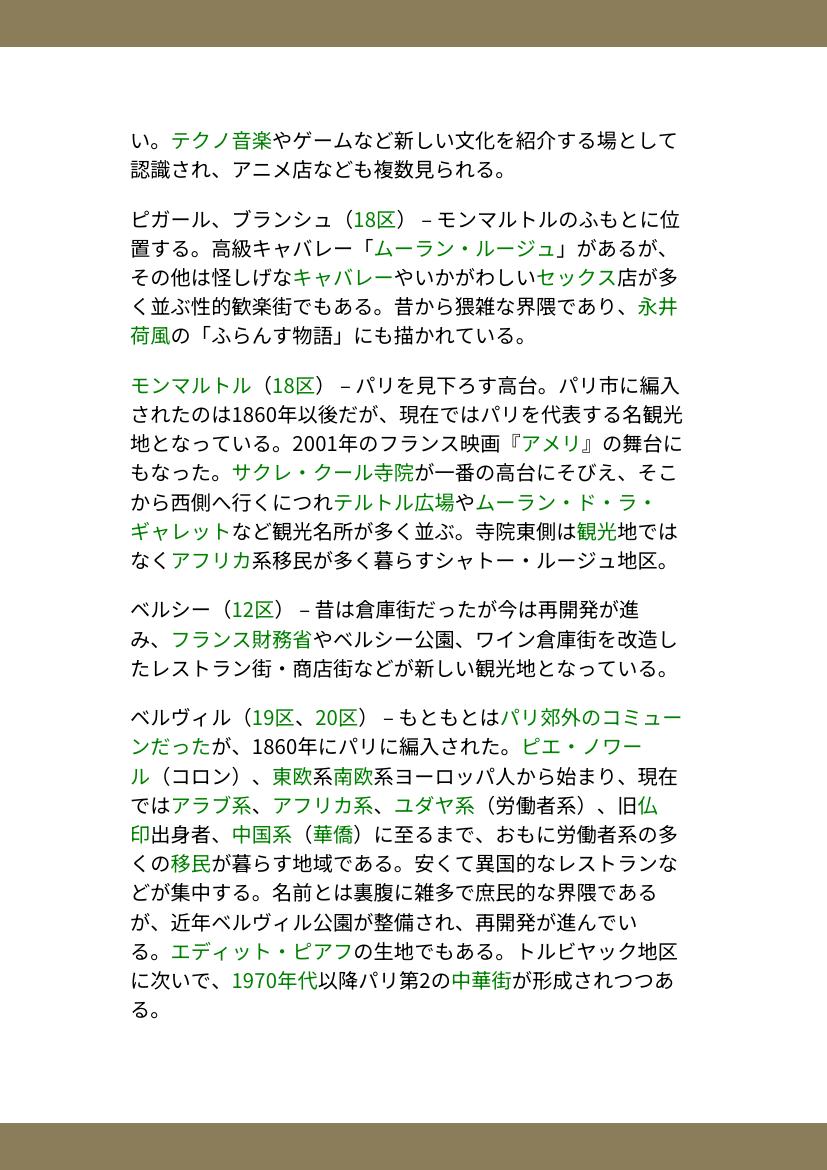 い。テクノ音楽やゲームなど新しい文化を紹介する場として
認識され、アニメ店なども複数見られる。
ピガール、ブランシュ（18区） – モンマルトルのふもとに位
置する。高級キャバレー「ムーラン・ルージュ」があるが、
その他は怪しげなキャバレーやいかがわしいセックス店が多
く並ぶ性的歓楽街でもある。昔から猥雑な界隈であり、永井
荷風の「ふらんす物語」にも描かれている。
モンマルトル（18区） – パリを見下ろす高台。パリ市に編入
されたのは1860年以後だが、現在ではパリを代表する名観光
地となっている。2001年のフランス映画『アメリ』の舞台に
もなった。サクレ・クール寺院が一番の高台にそびえ、そこ
から西側へ行くにつれテルトル広場やムーラン・ド・ラ・
ギャレットなど観光名所が多く並ぶ。寺院東側は観光地では
なくアフリカ系移民が多く暮らすシャトー・ルージュ地区。
ベルシー（12区） – 昔は倉庫街だったが今は再開発が進
み、フランス財務省やベルシー公園、ワイン倉庫街を改造し
たレストラン街・商店街などが新しい観光地となっている。
ベルヴィル（19区、20区） – もともとはパリ郊外のコミュー
ンだったが、1860年にパリに編入された。ピエ・ノワー
ル（コロン）、東欧系南欧系ヨーロッパ人から始まり、現在
ではアラブ系、アフリカ系、ユダヤ系（労働者系）、旧仏
印出身者、中国系（華僑）に至るまで、おもに労働者系の多
くの移民が暮らす地域である。安くて異国的なレストランな
どが集中する。名前とは裏腹に雑多で庶民的な界隈である
が、近年ベルヴィル公園が整備され、再開発が進んでい
る。エディット・ピアフの生地でもある。トルビヤック地区
に次いで、1970年代以降パリ第2の中華街が形成されつつあ
る。